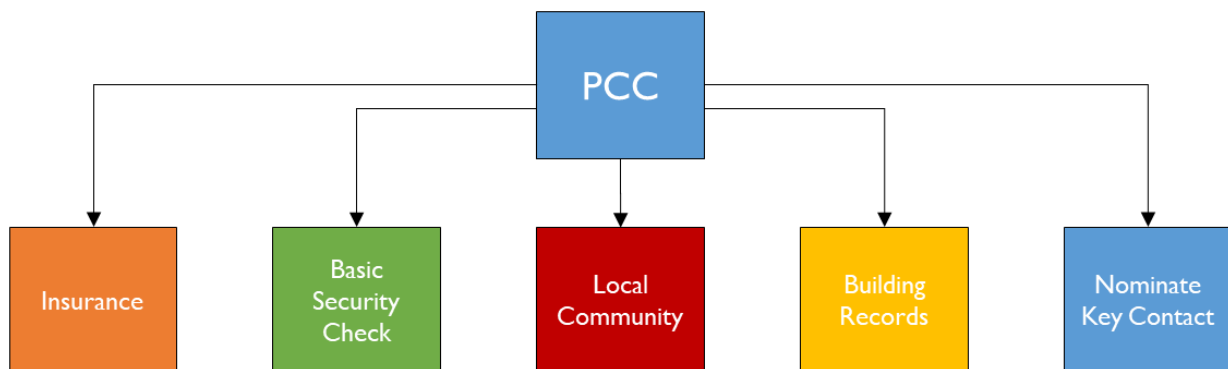 PCC
Insurance
Basic
Security
Check
Local
Community
Building
Records
Nominate
Key Contact